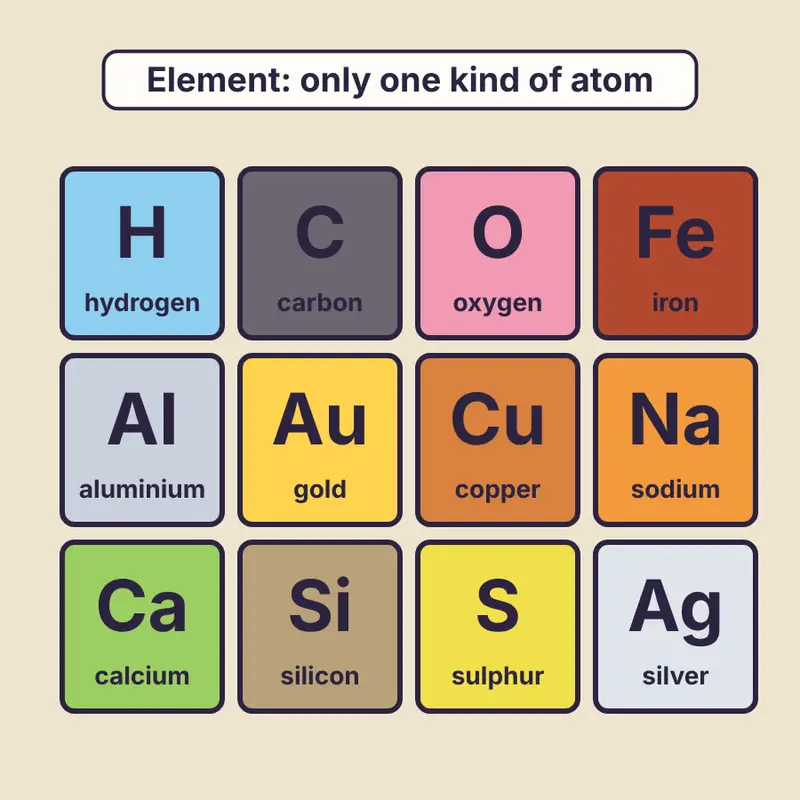 Element: only one kind of atom
H
hydrogen
C
carbon
O
oxygen
Fe
iron
Al
aluminium
Au
gold
Cu
copper
Na
sodium
Ca
calcium
Si
silicon
S
sulphur
Ag
silver